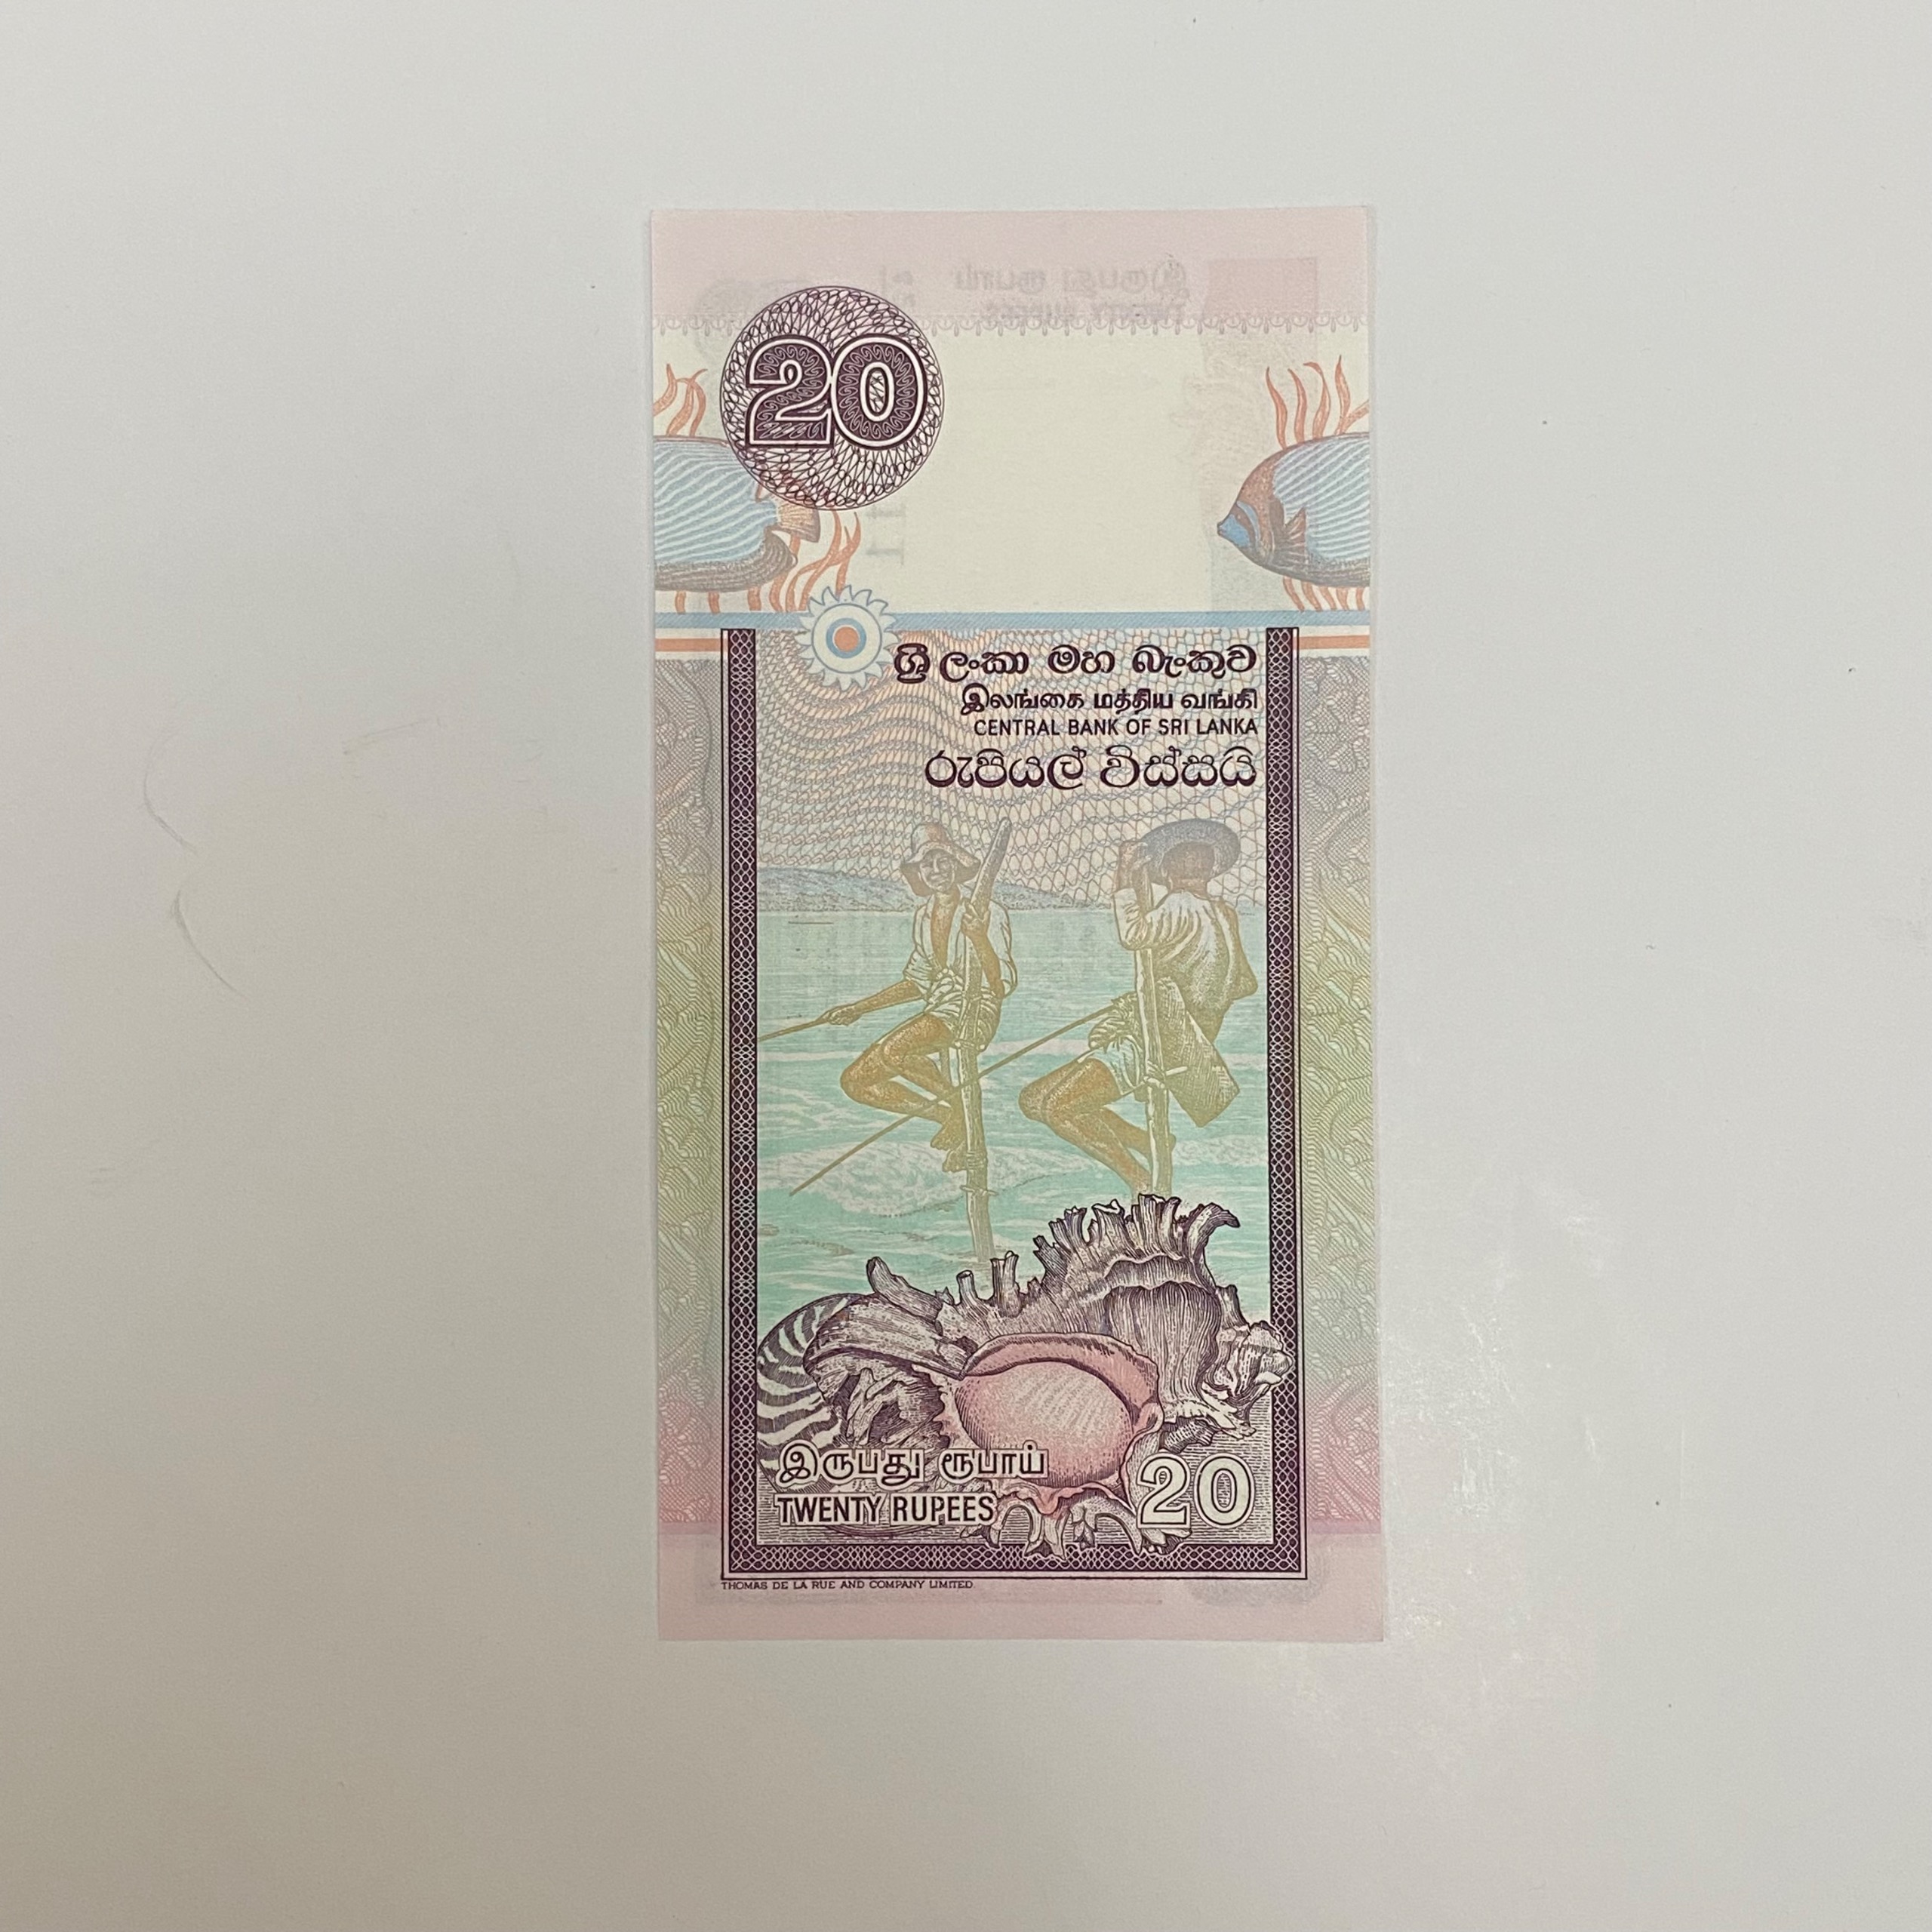 20
ශ්‍රී ලංකා මහ බැංකුව
இலங்கை மத்திய வங்கி
CENTRAL BANK OF SRI LANKA
රුපියල් විස්සයි
இருபது ரூபாய்
TWENTY RUPEES
20
THOMAS DE LA RUE AND COMPANY LIMITED.